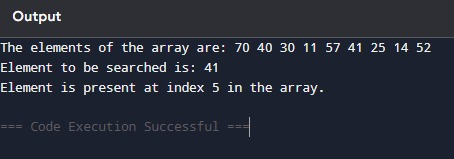 Output
The elements of the array are: 70 40 30 11 57 41 25 14 52
Element to be searched is: 41
Element is present at index 5 in the array.
=== Code Execution Successful ===